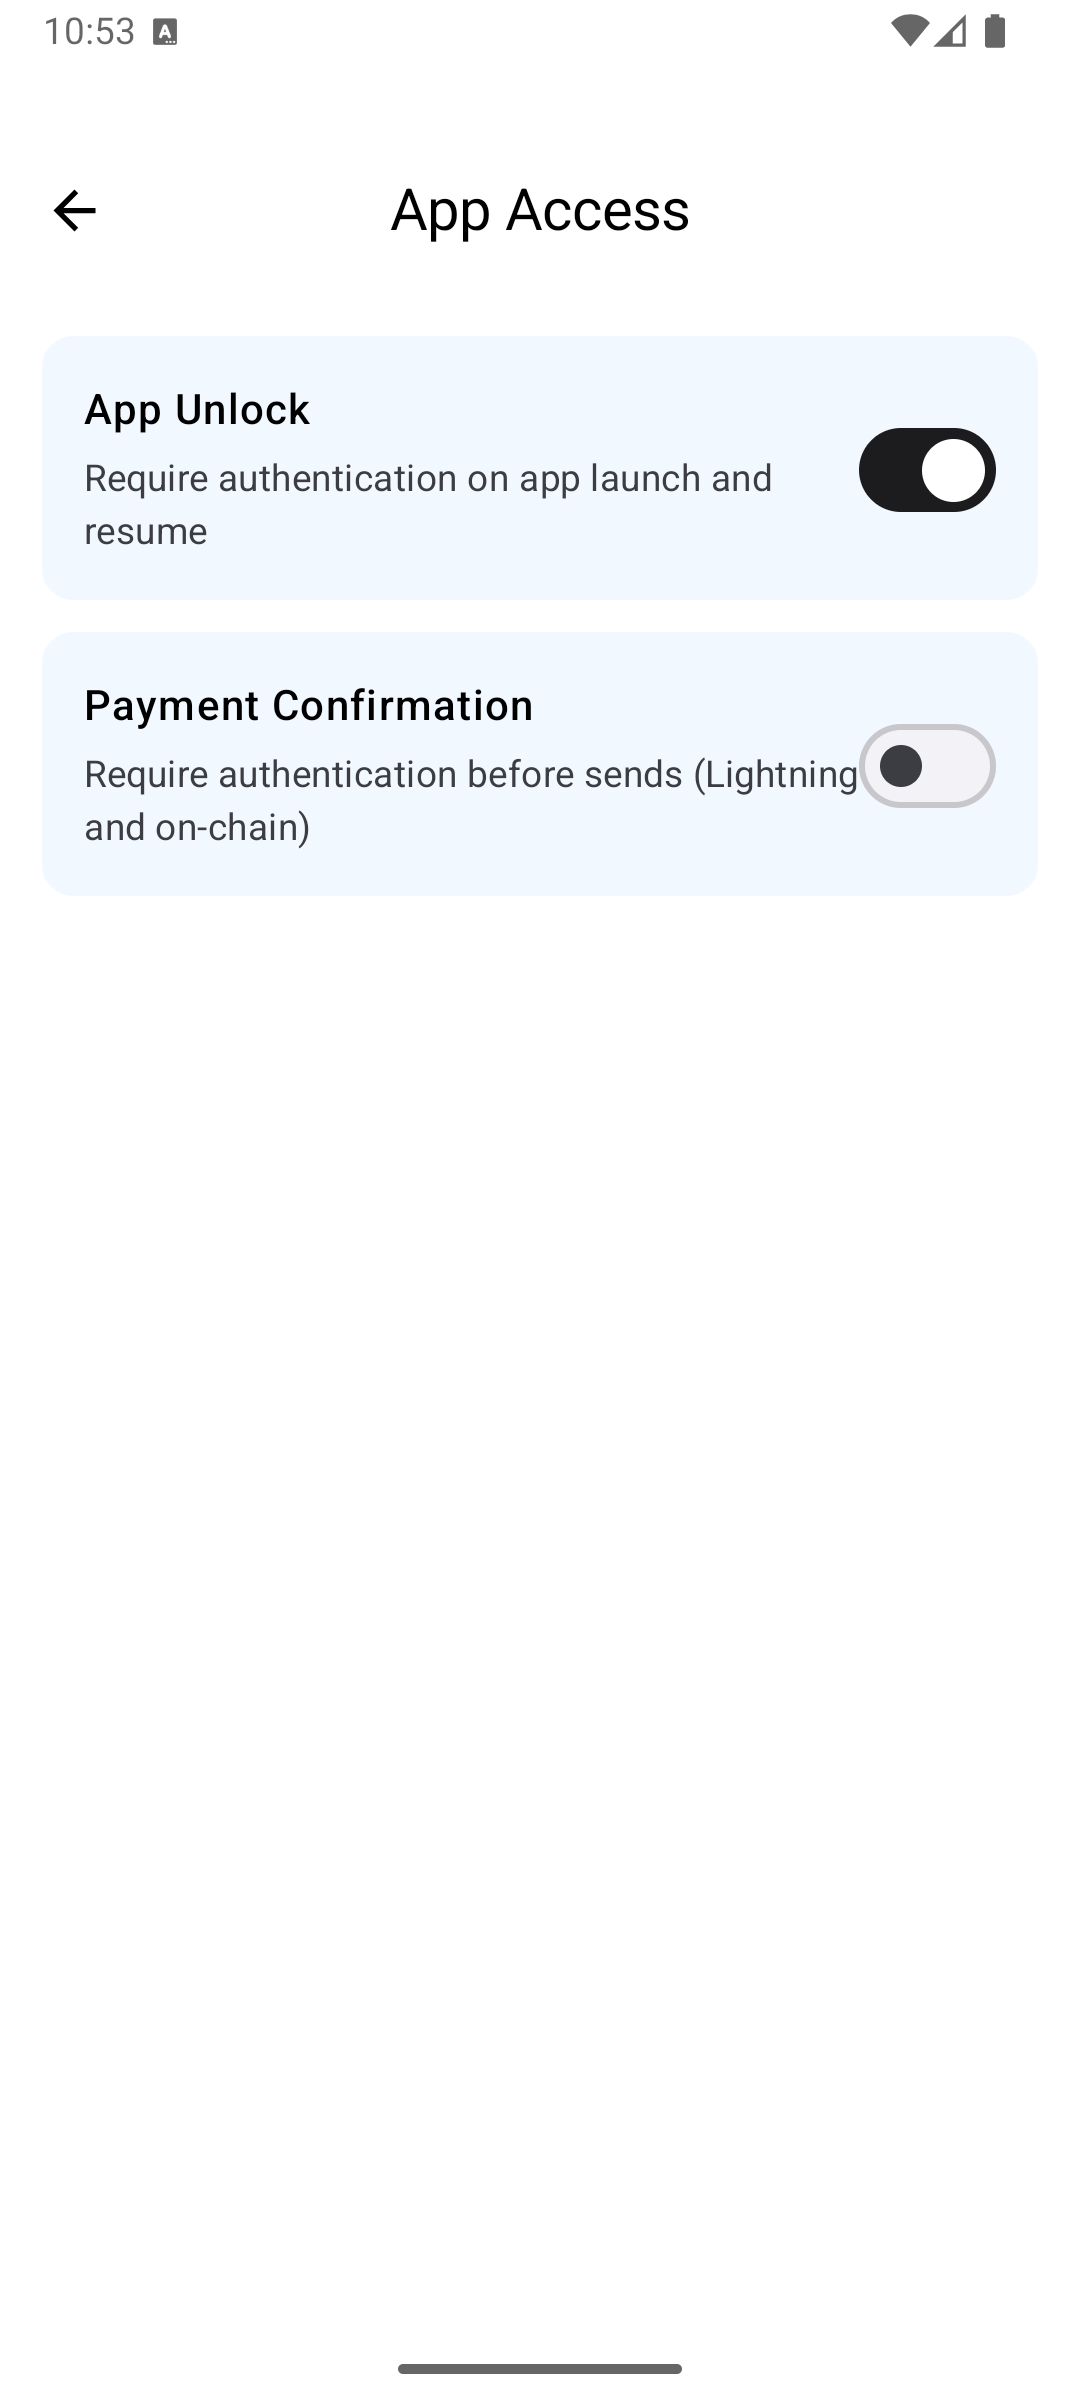 10:53
App Access
App Unlock
Require authentication on app launch and
resume
Payment Confirmation
Require authentication before sends (Lightning
and on-chain)